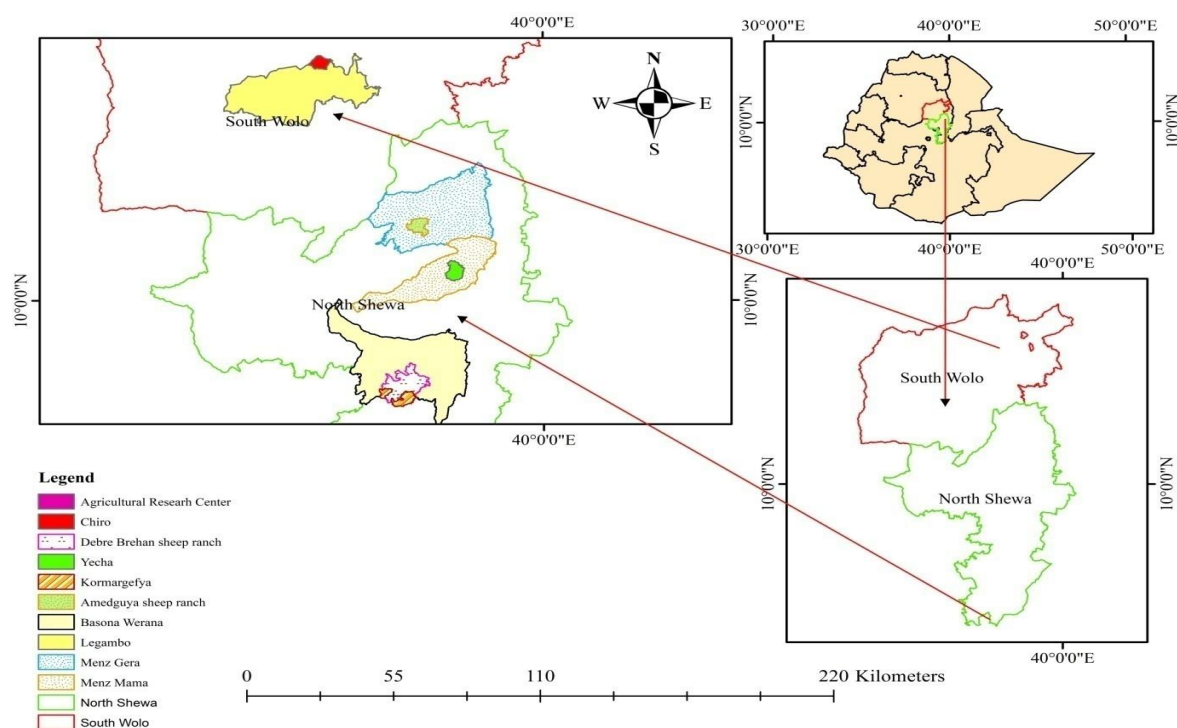 40°0'0"E
30°0'0"E 40°0'0"E 50°0'0"E
N
W E
S
South Wolo
10°0'0"N
10°0'0"N
10°0'0"N
30°0'0"E 40°0'0"E 50°0'0"E
40°0'0"E
North Shewa
10°0'0"N
10°0'0"N
South Wolo
40°0'0"E
10°0'0"N
North Shewa
10°0'0"N
40°0'0"E
Legend
Agricultural Researh Center
Chiro
Debre Brehan sheep ranch
Yecha
Kormargefya
Amedguya sheep ranch
Basona Werana
Legambo
Menz Gera
Menz Mama
North Shewa
South Wolo
0 55 110 220 Kilometers